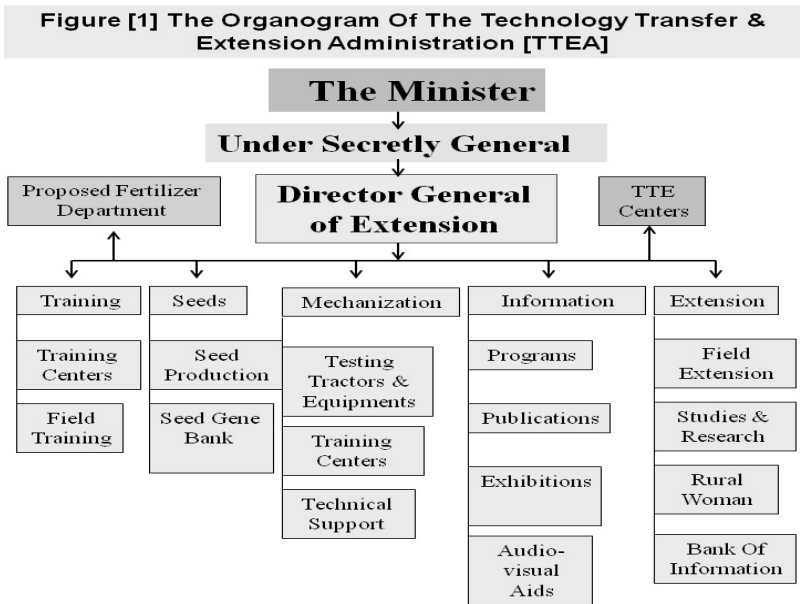 Figure [1] The Organogram Of The Technology Transfer &
Extension Administration [TTEA]
The Minister
Under Secretly General
Proposed Fertilizer
Department
Director General
of Extension
TTE
Centers
Training
Seeds
Mechanization
Information
Extension
Training
Centers
Field
Training
Seed
Production
Seed Gene
Bank
Testing
Tractors &
Equipments
Training
Centers
Technical
Support
Programs
Publications
Exhibitions
Audio-
visual
Aids
Field
Extension
Studies &
Research
Rural
Woman
Bank Of
Information